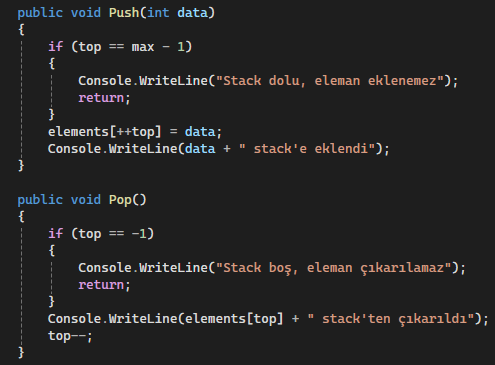 public void Push(int data)
{
    if (top == max - 1)
    {
        Console.WriteLine("Stack dolu, eleman eklenemez");
        return;
    }
    elements[++top] = data;
    Console.WriteLine(data + " stack'e eklendi");
}

public void Pop()
{
    if (top == -1)
    {
        Console.WriteLine("Stack boş, eleman çıkarılamaz");
        return;
    }
    Console.WriteLine(elements[top] + " stack'ten çıkarıldı");
    top--;
}